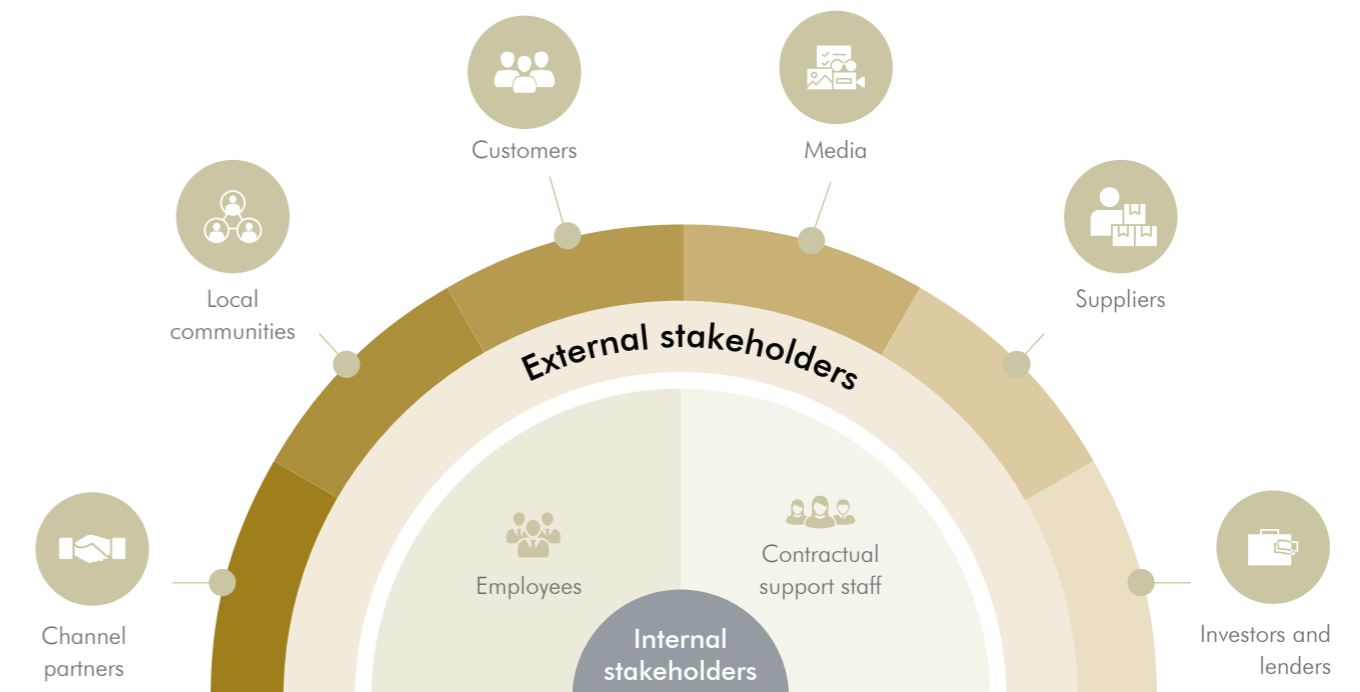 Customers
Media
Local
communities
Suppliers
External stakeholders
Employees
Contractual
support staff
Channel
partners
Internal
stakeholders
Investors and
lenders